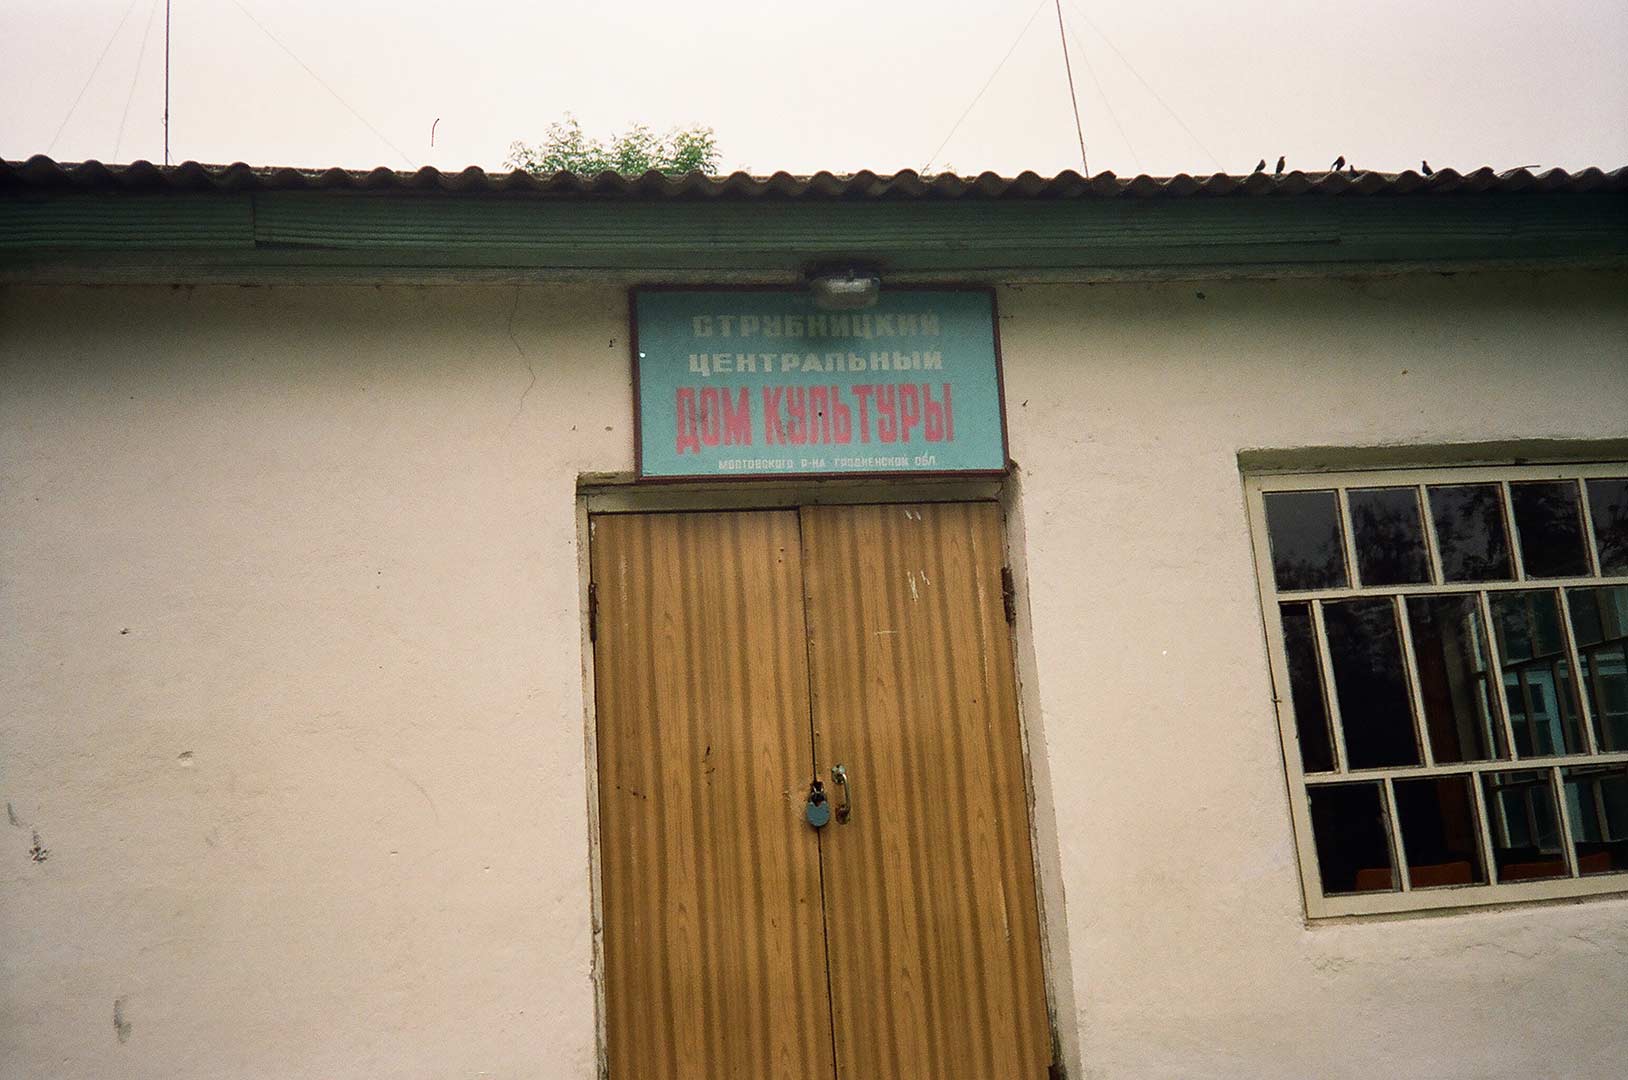 СТРУБНИЦКИЙ
ЦЕНТРАЛЬНЫЙ
ДОМ КУЛЬТУРЫ
МОСТОВСКОГО Р-НА ГРОДНЕНСКОЙ ОБЛ